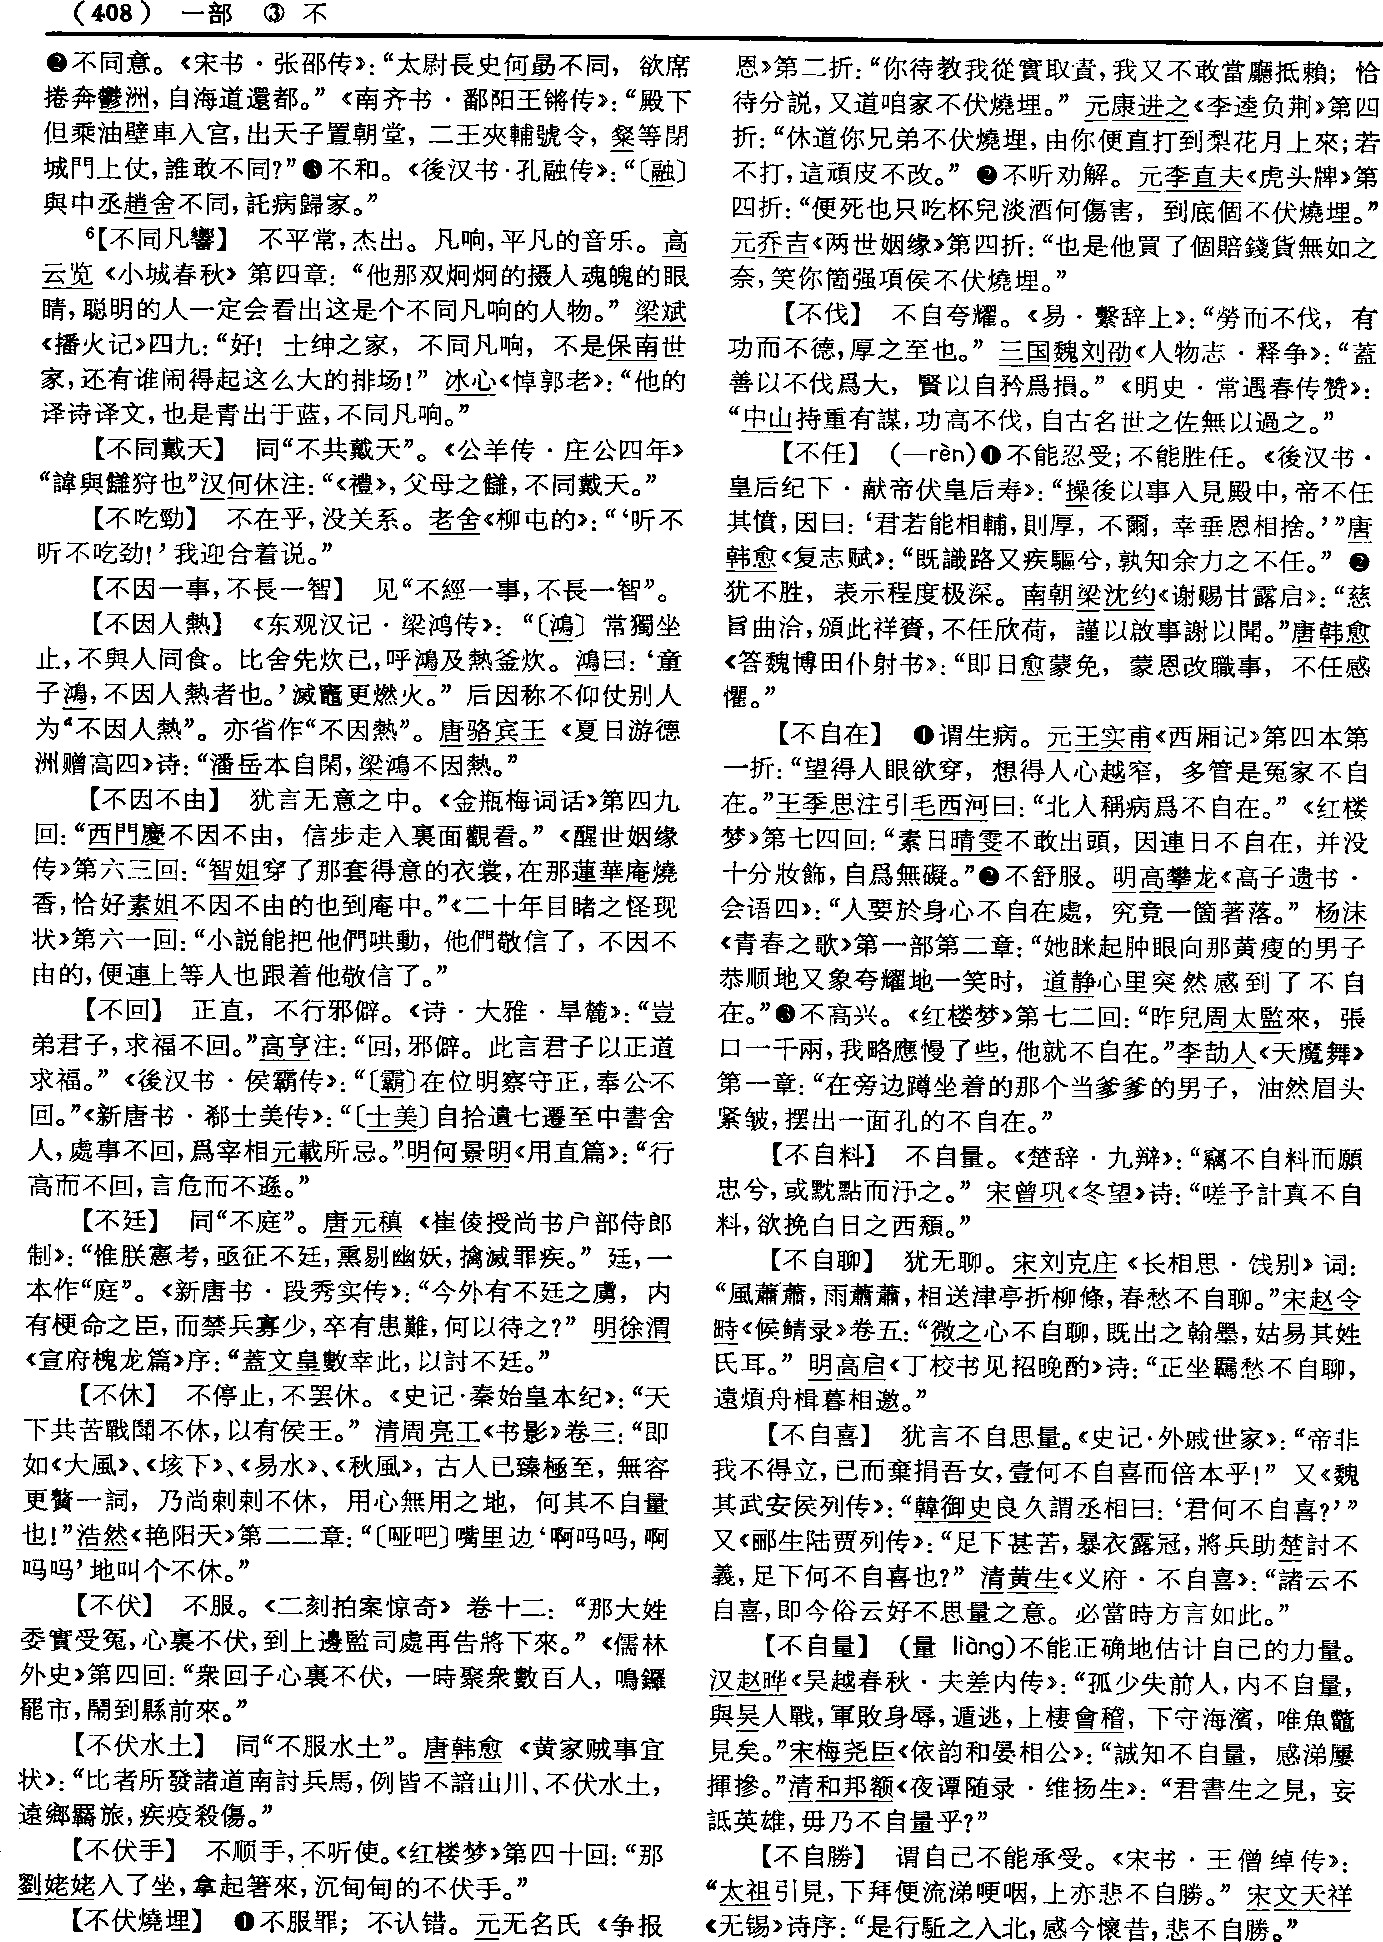 （408） 一部 ③ 不
❷不同意。《宋书·张邵传》：“太尉長史何勗不同，欲席
捲奔鬱洲，自海道還都。”《南齐书·鄱阳王锵传》：“殿下
但乘油壁車入宫，出天子置朝堂，二王夾輔號令，粲等閉
城門上仗，誰敢不同？”❸不和。《後汉书·孔融传》：“〔融〕
與中丞趙舍不同，託病歸家。”
⁶【不同凡響】 不平常，杰出。凡响，平凡的音乐。高
云览《小城春秋》第四章：“他那双炯炯的摄人魂魄的眼
睛，聪明的人一定会看出这是个不同凡响的人物。”梁斌
《播火记》四九：“好！士绅之家，不同凡响，不是保南世
家，还有谁闹得起这么大的排场！”冰心《悼郭老》：“他的
译诗译文，也是青出于蓝，不同凡响。”
【不同戴天】 同“不共戴天”。《公羊传·庄公四年》
“諱與讎狩也”汉何休注：“《禮》，父母之讎，不同戴天。”
【不吃勁】 不在乎，没关系。老舍《柳屯的》：“‘听不
听不吃劲！’我迎合着说。”
【不因一事，不長一智】 见“不經一事，不長一智”。
【不因人熱】 《东观汉记·梁鸿传》：“〔鴻〕常獨坐
止，不與人同食。比舍先炊已，呼鴻及熱釜炊。鴻曰：‘童
子鴻，不因人熱者也。’滅竈更燃火。”后因称不仰仗别人
为“不因人熱”。亦省作“不因熱”。唐骆宾王《夏日游德
洲赠高四》诗：“潘岳本自閑，梁鴻不因熱。”
【不因不由】 犹言无意之中。《金瓶梅词话》第四九
回：“西門慶不因不由，信步走入裏面觀看。”《醒世姻缘
传》第六三回：“智姐穿了那套得意的衣裳，在那蓮華庵燒
香，恰好素姐不因不由的也到庵中。”《二十年目睹之怪现
状》第六一回：“小説能把他們哄動，他們敬信了，不因不
由的，便連上等人也跟着他敬信了。”
【不回】 正直，不行邪僻。《诗·大雅·旱麓》：“豈
弟君子，求福不回。”高亨注：“回，邪僻。此言君子以正道
求福。”《後汉书·侯霸传》：“〔霸〕在位明察守正，奉公不
回。”《新唐书·郗士美传》：“〔士美〕自拾遺七遷至中書舍
人，處事不回，爲宰相元載所忌。”明何景明《用直篇》：“行
高而不回，言危而不遜。”
【不廷】 同“不庭”。唐元稹《崔俊授尚书户部侍郎
制》：“惟朕憲考，亟征不廷，熏剔幽妖，擒滅罪疾。”廷，一
本作“庭”。《新唐书·段秀实传》：“今外有不廷之虜，内
有梗命之臣，而禁兵寡少，卒有患難，何以待之？”明徐渭
《宣府槐龙篇》序：“蓋文皇數幸此，以討不廷。”
【不休】 不停止，不罢休。《史记·秦始皇本纪》：“天
下共苦戰鬭不休，以有侯王。”清周亮工《书影》卷三：“即
如《大風》、《垓下》、《易水》、《秋風》，古人已臻極至，無容
更贅一詞，乃尚剌剌不休，用心無用之地，何其不自量
也！”浩然《艳阳天》第二二章：“〔哑吧〕嘴里边‘啊吗吗，啊
吗吗’地叫个不休。”
【不伏】 不服。《二刻拍案惊奇》卷十二：“那大姓
委實受冤，心裏不伏，到上邊監司處再告將下來。”《儒林
外史》第四回：“衆回子心裏不伏，一時聚衆數百人，鳴鑼
罷市，鬧到縣前來。”
【不伏水土】 同“不服水土”。唐韩愈《黄家贼事宜
状》：“比者所發諸道南討兵馬，例皆不諳山川、不伏水土，
遠鄉羈旅，疾疫殺傷。”
【不伏手】 不顺手，不听使。《红楼梦》第四十回：“那
劉姥姥入了坐，拿起箸來，沉甸甸的不伏手。”
【不伏燒埋】 ❶不服罪；不认错。元无名氏《争报
恩》第二折：“你待教我從實取責，我又不敢當廳抵賴；恰
待分説，又道咱家不伏燒埋。”元康进之《李逵负荆》第四
折：“休道你兄弟不伏燒埋，由你便直打到梨花月上來；若
不打，這頑皮不改。”❷不听劝解。元李直夫《虎头牌》第
四折：“便死也只吃杯兒淡酒何傷害，到底個不伏燒埋。”
元乔吉《两世姻缘》第四折：“也是他買了個賠錢貨無如之
奈，笑你箇强項侯不伏燒埋。”
【不伐】 不自夸耀。《易·繫辞上》：“勞而不伐，有
功而不德，厚之至也。”三国魏刘劭《人物志·释争》：“蓋
善以不伐爲大，賢以自矜爲損。”《明史·常遇春传赞》：
“中山持重有謀，功高不伐，自古名世之佐無以過之。”
【不任】 （—rèn）❶不能忍受；不能胜任。《後汉书·
皇后纪下·献帝伏皇后寿》：“操後以事入見殿中，帝不任
其憤，因曰：‘君若能相輔，則厚，不爾，幸垂恩相捨。’”唐
韩愈《复志赋》：“既識路又疾驅兮，孰知余力之不任。”❷
犹不胜，表示程度极深。南朝梁沈约《谢赐甘露启》：“慈
旨曲洽，頒此祥賚，不任欣荷，謹以啟事謝以聞。”唐韩愈
《答魏博田仆射书》：“即日愈蒙免，蒙恩改職事，不任感
懼。”
【不自在】 ❶谓生病。元王实甫《西厢记》第四本第
一折：“望得人眼欲穿，想得人心越窄，多管是冤家不自
在。”王季思注引毛西河曰：“北人稱病爲不自在。”《红楼
梦》第七四回：“素日晴雯不敢出頭，因連日不自在，并没
十分妝飾，自爲無礙。”❷不舒服。明高攀龙《高子遗书·
会语四》：“人要於身心不自在處，究竟一箇著落。”杨沫
《青春之歌》第一部第二章：“她眯起肿眼向那黄瘦的男子
恭顺地又象夸耀地一笑时，道静心里突然感到了不自
在。”❸不高兴。《红楼梦》第七二回：“昨兒周太監來，張
口一千兩，我略應慢了些，他就不自在。”李劼人《天魔舞》
第一章：“在旁边蹲坐着的那个当爹爹的男子，油然眉头
紧皱，摆出一面孔的不自在。”
【不自料】 不自量。《楚辞·九辩》：“竊不自料而願
忠兮，或黕點而汙之。”宋曾巩《冬望》诗：“嗟予計真不自
料，欲挽白日之西頹。”
【不自聊】 犹无聊。宋刘克庄《长相思·饯别》词：
“風蕭蕭，雨蕭蕭，相送津亭折柳條，春愁不自聊。”宋赵令
畤《侯鲭录》卷五：“微之心不自聊，既出之翰墨，姑易其姓
氏耳。”明高启《丁校书见招晚酌》诗：“正坐羈愁不自聊，
遠煩舟楫暮相邀。”
【不自喜】 犹言不自思量。《史记·外戚世家》：“帝非
我不得立，已而棄捐吾女，壹何不自喜而倍本乎！”又《魏
其武安侯列传》：“韓御史良久謂丞相曰：‘君何不自喜？’”
又《郦生陆贾列传》：“足下甚苦，暴衣露冠，將兵助楚討不
義，足下何不自喜也？”清黄生《义府·不自喜》：“諸云不
自喜，即今俗云好不思量之意。必當時方言如此。”
【不自量】 （量 liàng）不能正确地估计自己的力量。
汉赵晔《吴越春秋·夫差内传》：“孤少失前人，内不自量，
與吴人戰，軍敗身辱，遁逃，上棲會稽，下守海濱，唯魚鼈
見矣。”宋梅尧臣《依韵和晏相公》：“誠知不自量，感涕屢
揮摻。”清和邦额《夜谭随录·维扬生》：“君書生之見，妄
詆英雄，毋乃不自量乎？”
【不自勝】 谓自己不能承受。《宋书·王僧绰传》：
“太祖引見，下拜便流涕哽咽，上亦悲不自勝。”宋文天祥
《无锡》诗序：“是行駈之入北，感今懷昔，悲不自勝。”